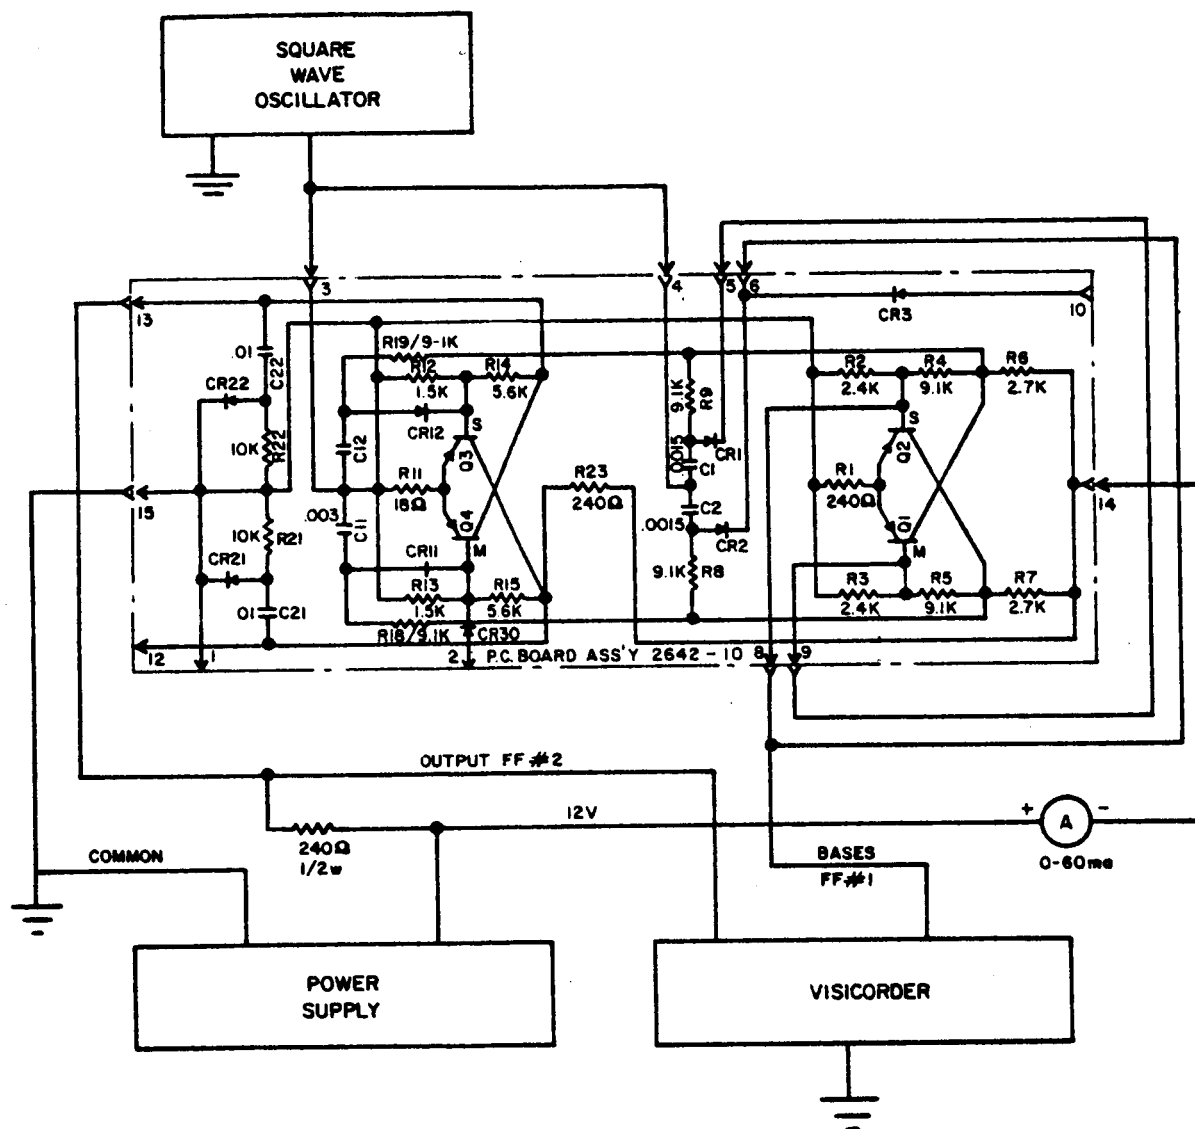 SQUARE
WAVE
OSCILLATOR
3
4
5
6
10
CR3
13
.01
C22
CR22
10K
R22
15
10K
R21
CR21
.01
C21
12
1
R19/9-1K
R12
1.5K
R14
5.6K
CR12
S
C12
Q3
R11
18Ω
Q4
.003
C11
M
CR11
R13
1.5K
R15
5.6K
R18/9.1K
CR30
2
P.C. BOARD ASS'Y 2642-10
8
9
R23
240Ω
9.1K
R9
.0015
C1
CR1
C2
.0015
CR2
9.1K
R8
R2
2.4K
R4
9.1K
R6
2.7K
S
Q2
R1
240Ω
Q1
M
14
R3
2.4K
R5
9.1K
R7
2.7K
OUTPUT FF#2
12V
+
A
-
0-60ma
240Ω
1/2w
COMMON
BASES
FF#1
POWER
SUPPLY
VISICORDER